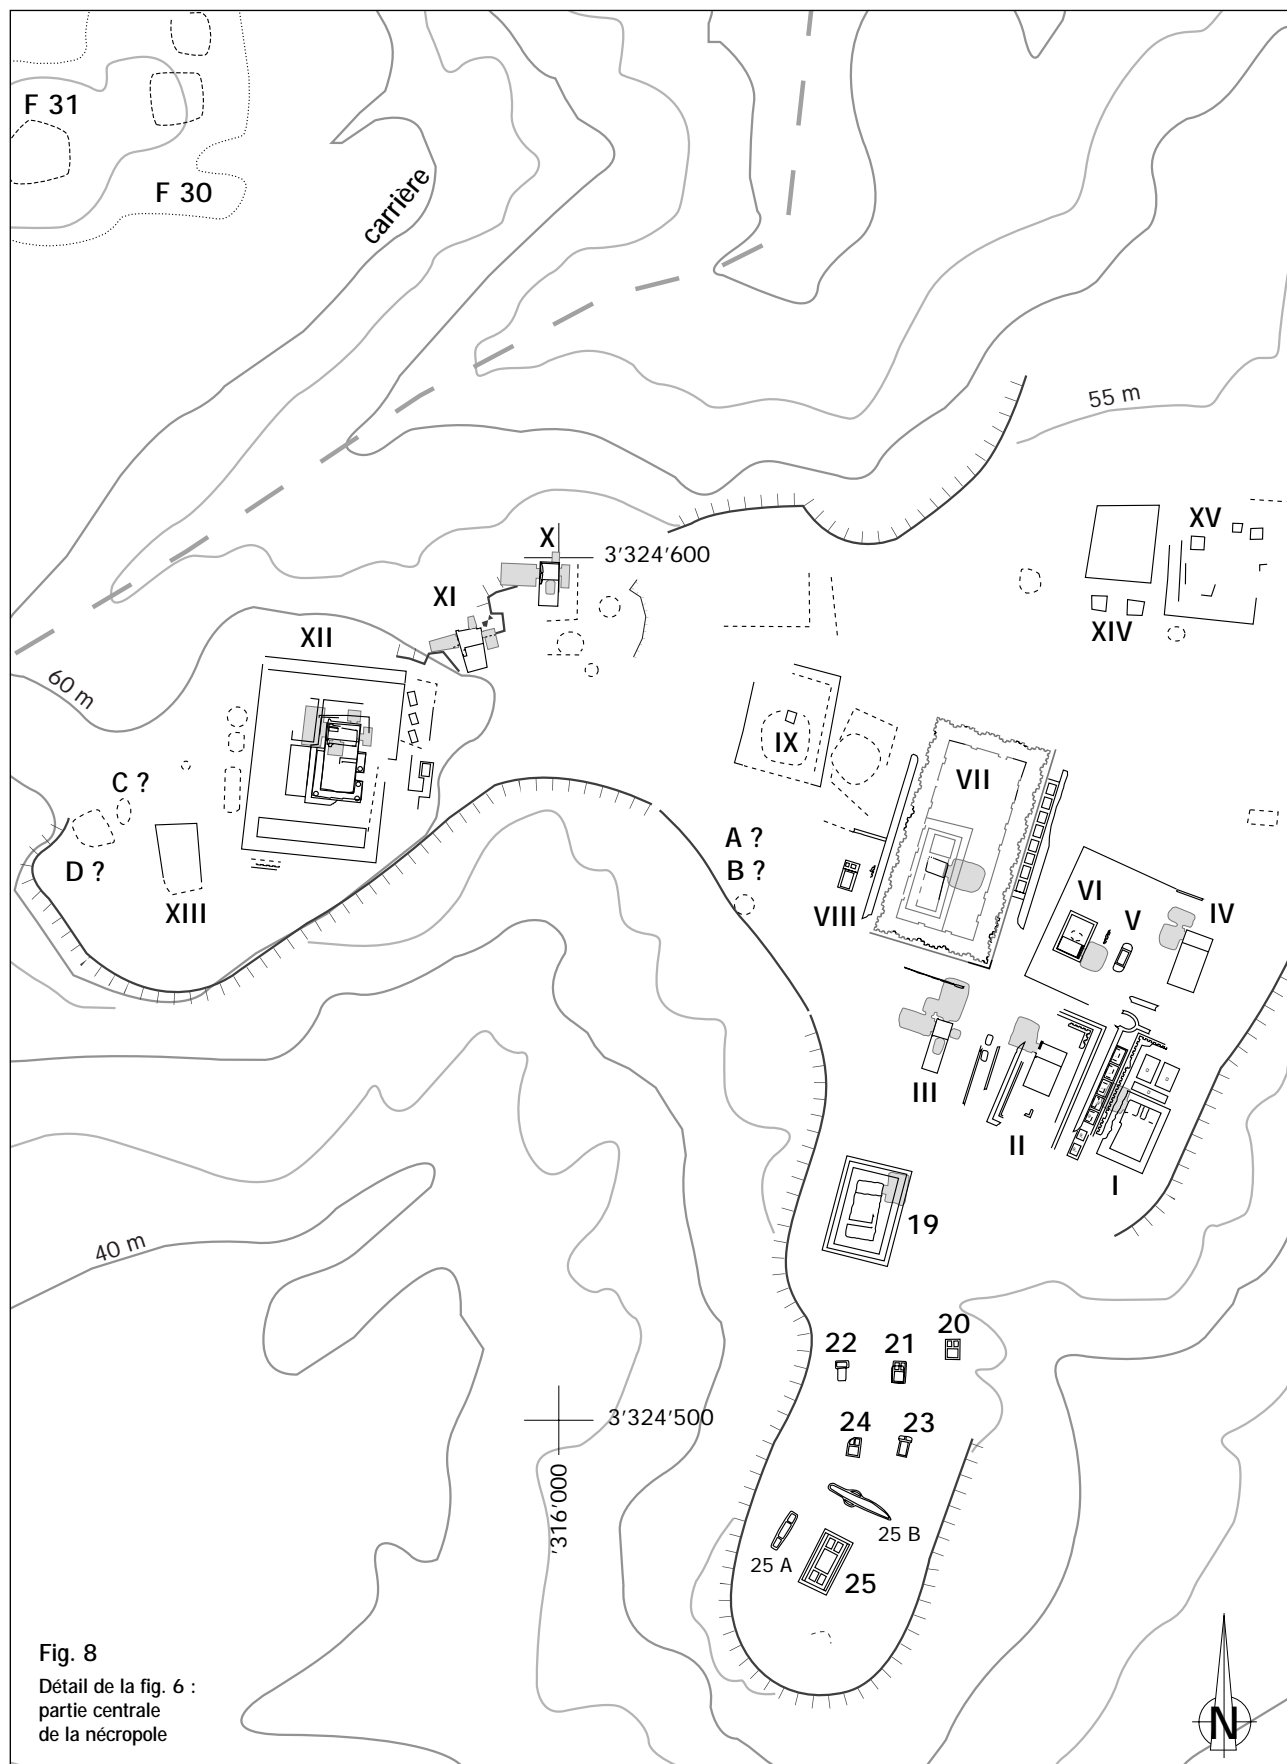 F 31
F 30
carrière
55 m
XV
X
3’324’600
XI
XIV
XII
60 m
IX
VII
C ?
A ?
B ?
D ?
VI
IV
V
XIII
VIII
III
II
I
19
40 m
20
22
21
3’324’500
24
23
’316’000
25 B
25 A
25
Fig. 8
Détail de la fig. 6 :
partie centrale
de la nécropole
N